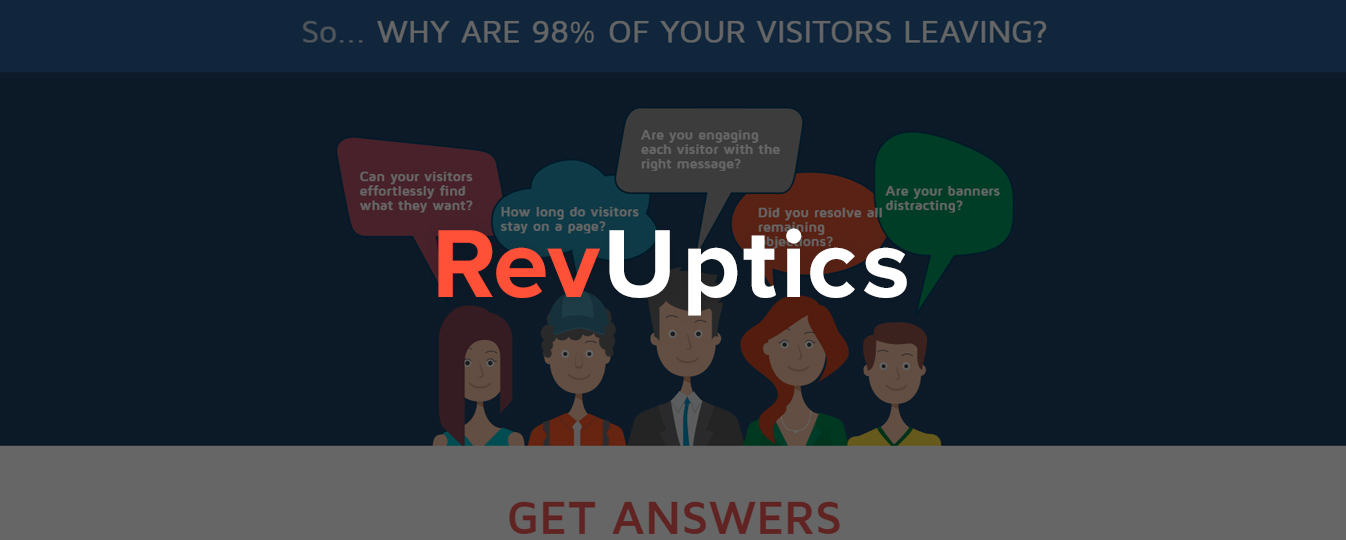 So... WHY ARE 98% OF YOUR VISITORS LEAVING?
Can your visitors
effortlessly find
what they want?
How long do visitors
stay on a page?
Are you engaging
each visitor with the
right message?
Did you resolve all
remaining
objections?
Are your banners
distracting?
RevUptics
GET ANSWERS